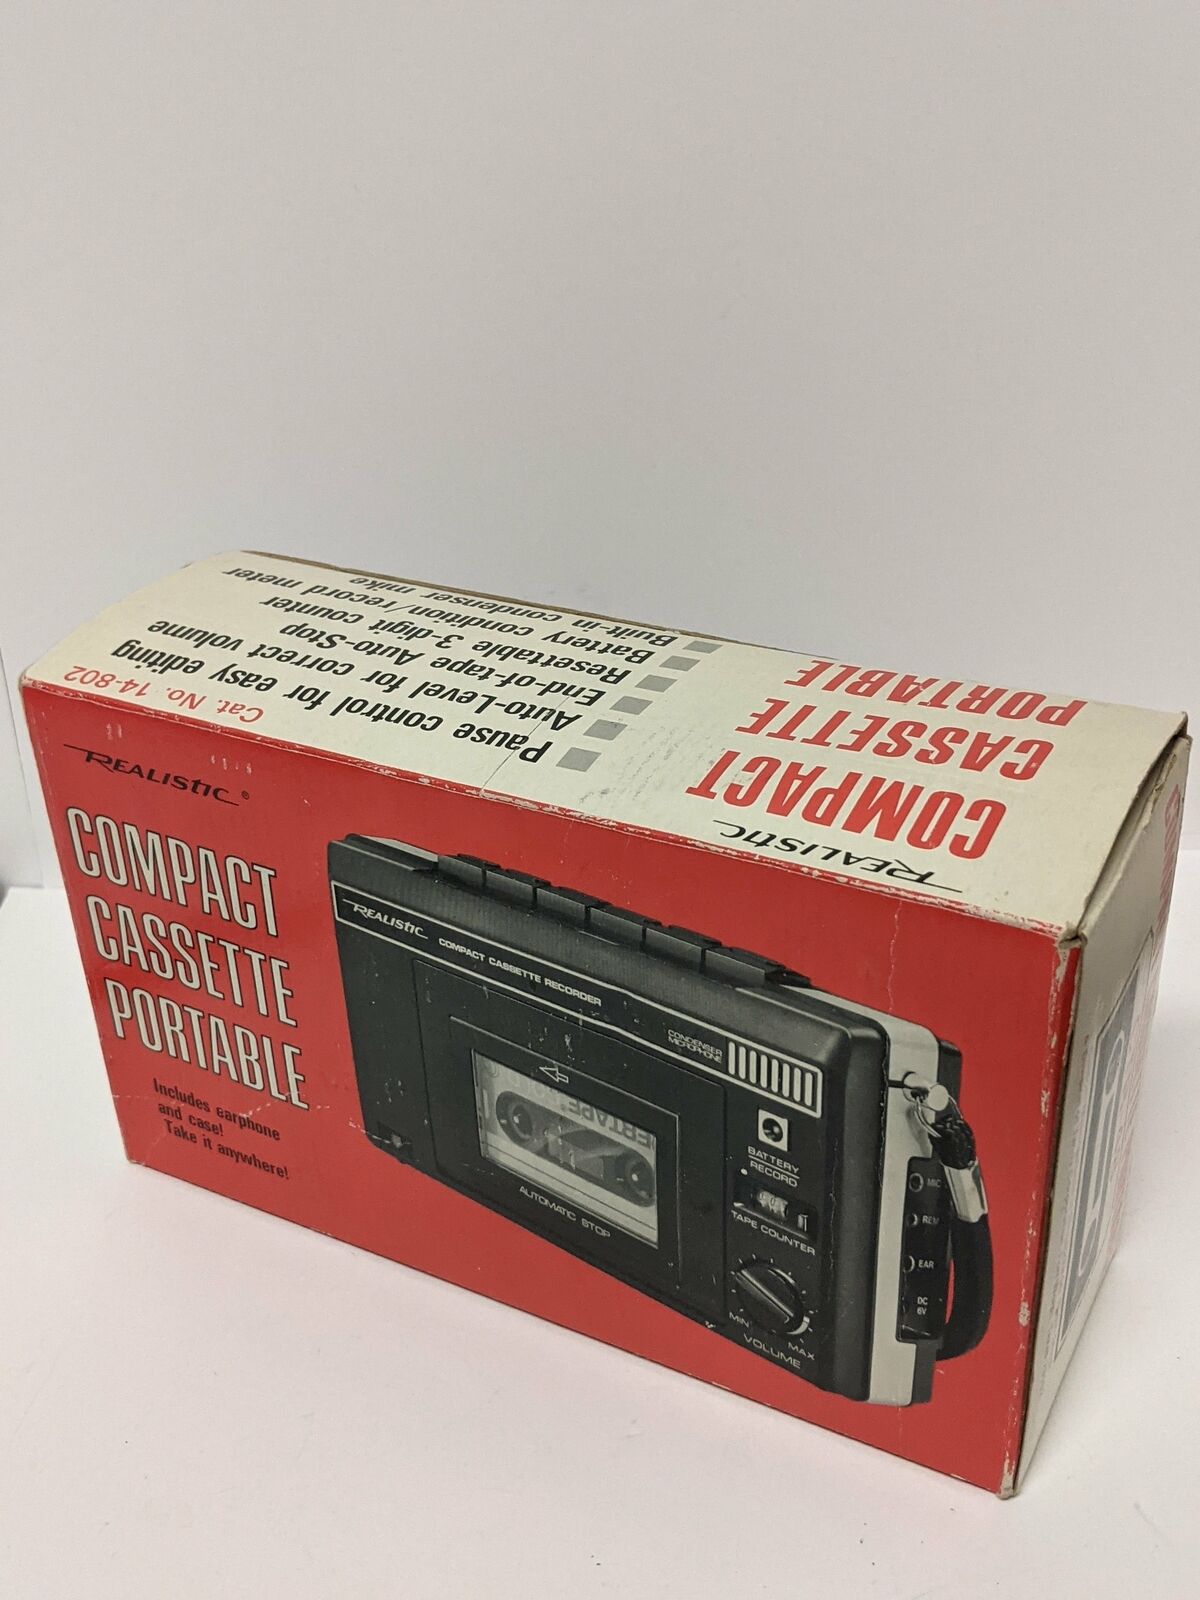 REALISTIC®
COMPACT
CASSETTE
PORTABLE
Includes earphone
and case!
Take it anywhere!
REALISTIC COMPACT CASSETTE RECORDER
CONDENSER
MICROPHONE
ERTAPE
AUTOMATIC STOP
BATTERY
RECORD
TAPE COUNTER
MIN
MAX
VOLUME
MIC
REM
EAR
DC
6V
REALISTIC
COMPACT
CASSETTE
PORTABLE
Pause control for easy editing
Auto-Level for correct volume
End-of-tape Auto-Stop
Resettable 3-digit counter
Battery condition/record meter
Built-in condenser mike
Cat. No. 14-802